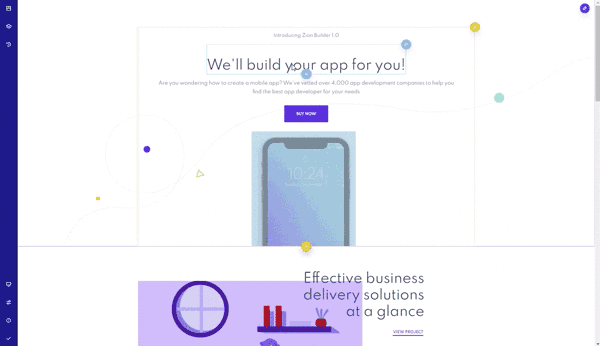 Introducing Zion Builder 1.0
We'll build your app for you!
Are you wondering how to create a mobile app? We've vetted over 4,000 app development companies to help you
find the best app developer for your needs
BUY NOW
10:24
Effective business
delivery solutions
at a glance
VIEW PROJECT